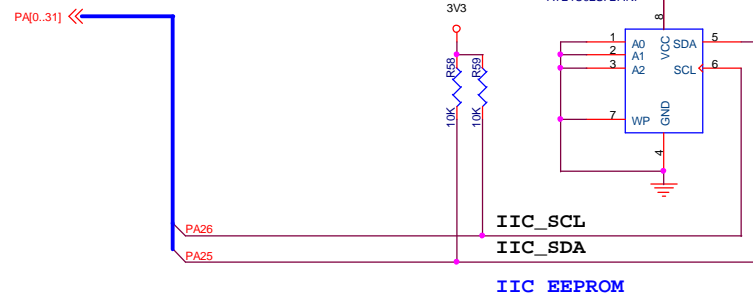 PA[0..31]
3V3
8
1 A0 VCC SDA 5
2 A1
3 A2 SCL 6
R58 R59
10K 10K
7 WP GND
4
PA26 IIC_SCL
PA25 IIC_SDA
IIC EEPROM